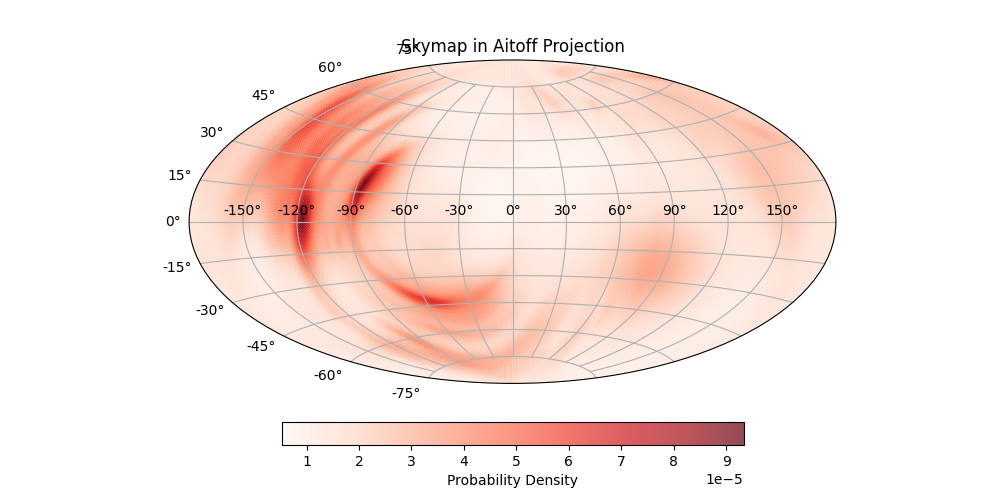 Skymap in Aitoff Projection
75°
60°
45°
30°
15°
-150° -120° -90° -60° -30° 0° 30° 60° 90° 120° 150°
0°
-15°
-30°
-45°
-60°
-75°
1 2 3 4 5 6 7 8 9
1e−5
Probability Density